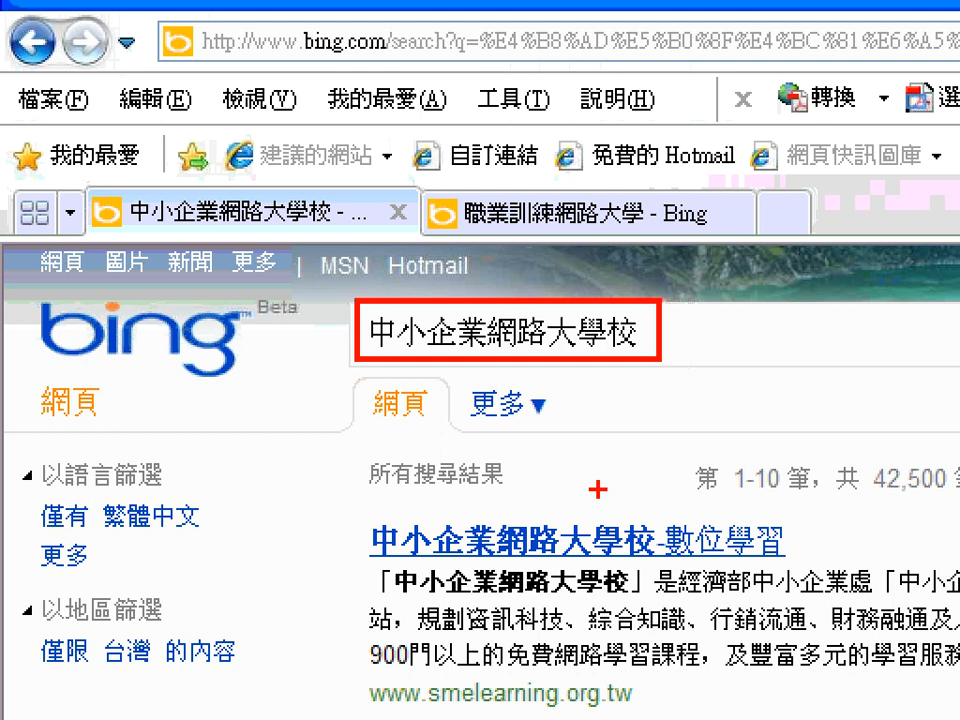 http://www.bing.com/search?q=%E4%B8%AD%E5%B0%8F%E4%BC%81%E6%A5%
檔案(F) 編輯(E) 檢視(V) 我的最愛(A) 工具(T) 說明(H) x 轉換 選
我的最愛 建議的網站 自訂連結 免費的 Hotmail 網頁快訊圖庫
中小企業網路大學校 - ... 職業訓練網路大學 - Bing
網頁 圖片 新聞 更多 | MSN Hotmail
bing™ Beta
中小企業網路大學校
網頁 網頁 更多▼
以語言篩選
僅有 繁體中文
更多
以地區篩選
僅限 台灣 的內容
所有搜尋結果 第 1-10 筆，共 42,500
中小企業網路大學校-數位學習
「中小企業網路大學校」是經濟部中小企業處「中小企
站，規劃資訊科技、綜合知識、行銷流通、財務融通及
900門以上的免費網路學習課程，及豐富多元的學習服務
www.smelearning.org.tw